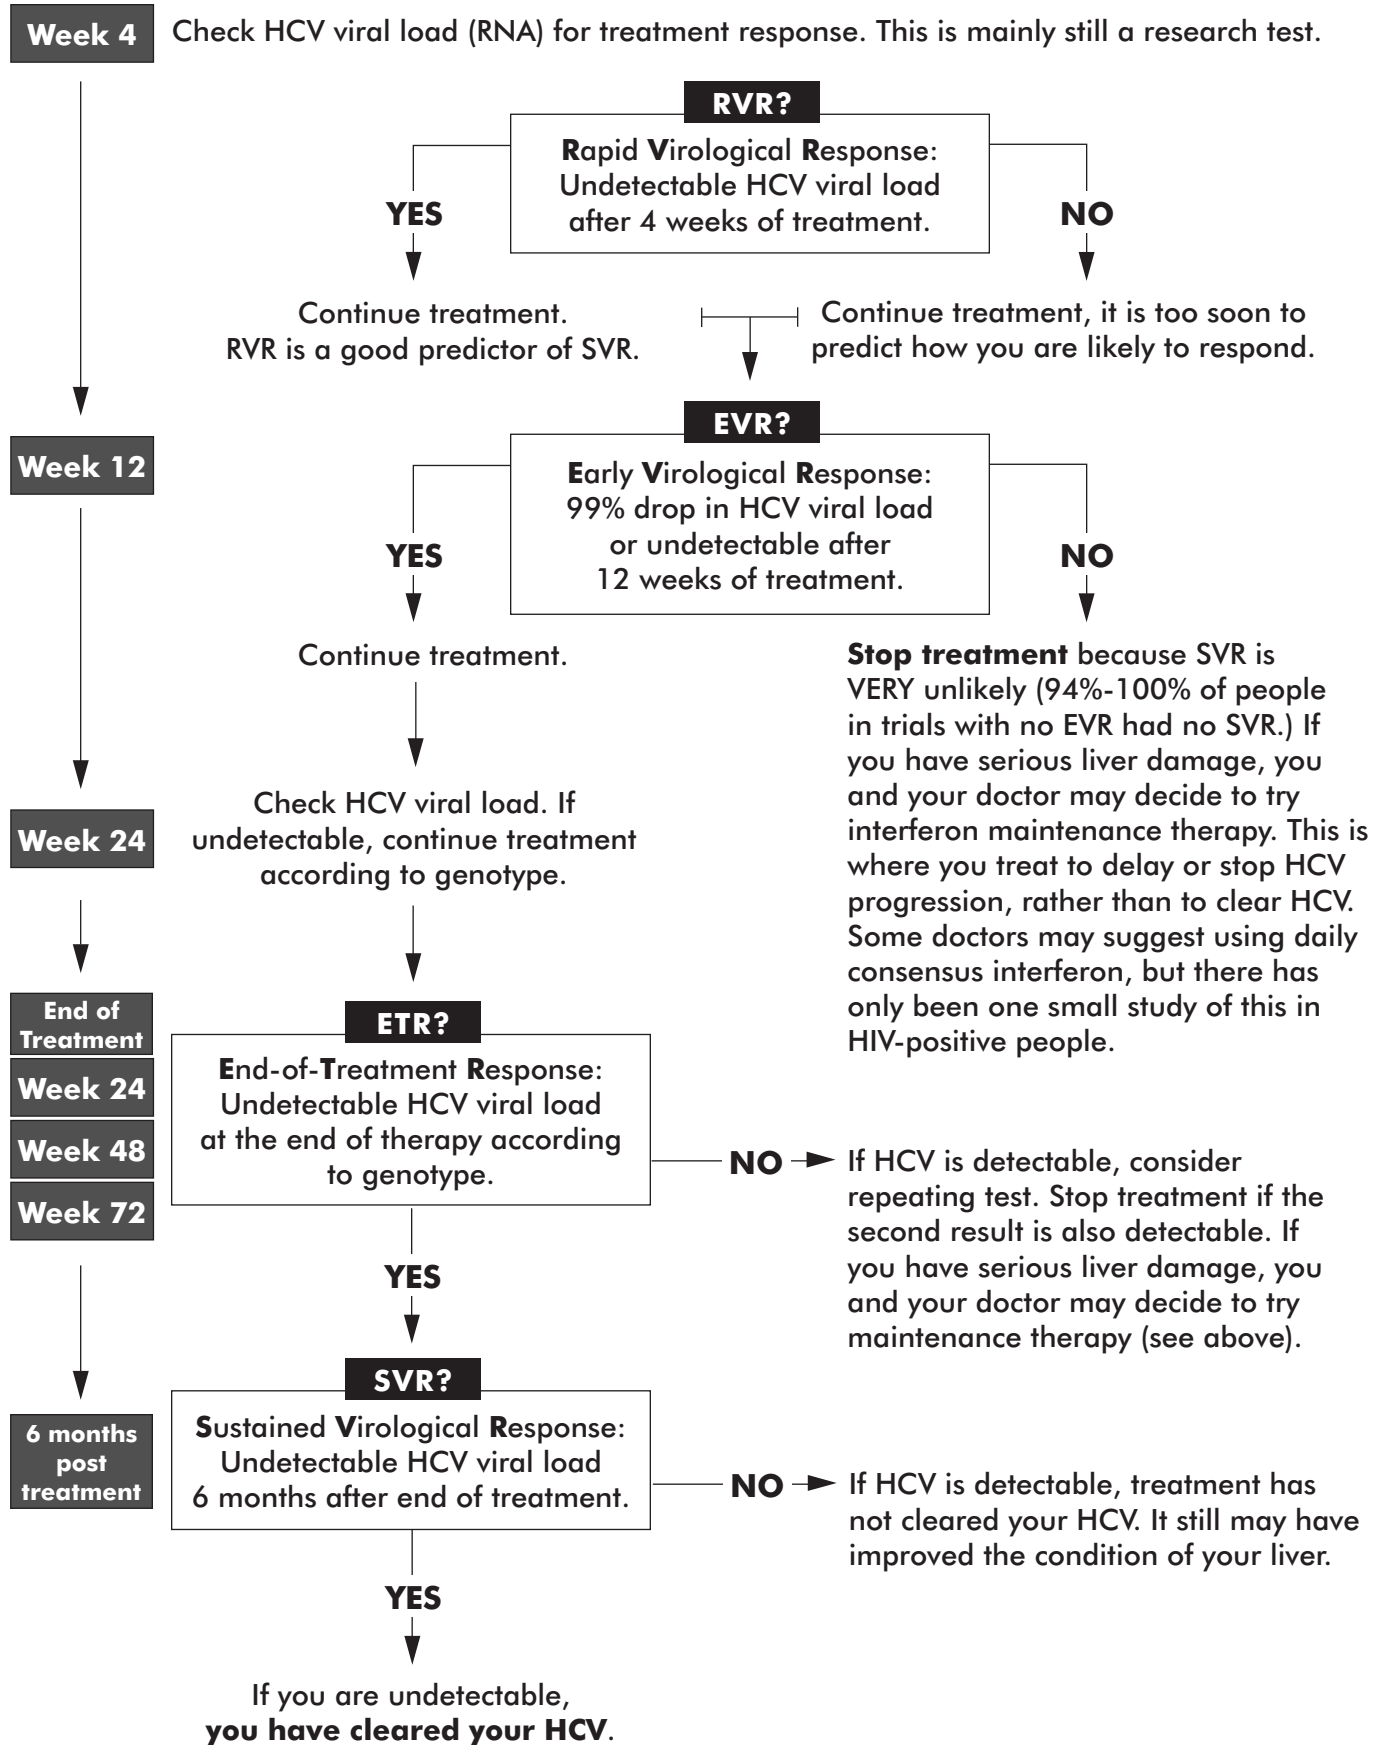 Week 4
Check HCV viral load (RNA) for treatment response. This is mainly still a research test.
RVR?
Rapid Virological Response:
Undetectable HCV viral load
after 4 weeks of treatment.
YES
NO
Continue treatment.
RVR is a good predictor of SVR.
Continue treatment, it is too soon to
predict how you are likely to respond.
Week 12
EVR?
Early Virological Response:
99% drop in HCV viral load
or undetectable after
12 weeks of treatment.
YES
NO
Continue treatment.
Stop treatment because SVR is
VERY unlikely (94%-100% of people
in trials with no EVR had no SVR.) If
you have serious liver damage, you
and your doctor may decide to try
interferon maintenance therapy. This is
where you treat to delay or stop HCV
progression, rather than to clear HCV.
Some doctors may suggest using daily
consensus interferon, but there has
only been one small study of this in
HIV-positive people.
Week 24
Check HCV viral load. If
undetectable, continue treatment
according to genotype.
End of
Treatment
Week 24
Week 48
Week 72
ETR?
End-of-Treatment Response:
Undetectable HCV viral load
at the end of therapy according
to genotype.
NO
If HCV is detectable, consider
repeating test. Stop treatment if the
second result is also detectable. If
you have serious liver damage, you
and your doctor may decide to try
maintenance therapy (see above).
YES
6 months
post
treatment
SVR?
Sustained Virological Response:
Undetectable HCV viral load
6 months after end of treatment.
NO
If HCV is detectable, treatment has
not cleared your HCV. It still may have
improved the condition of your liver.
YES
If you are undetectable,
you have cleared your HCV.